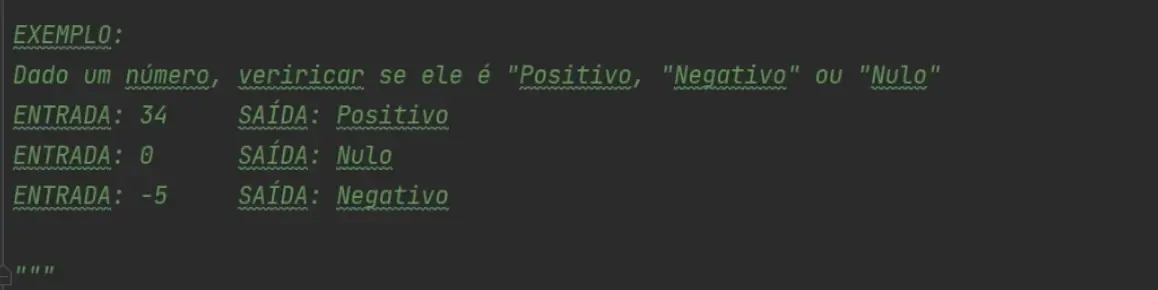 EXEMPLO:
Dado um número, veriricar se ele é "Positivo, "Negativo" ou "Nulo"
ENTRADA: 34 SAÍDA: Positivo
ENTRADA: 0 SAÍDA: Nulo
ENTRADA: -5 SAÍDA: Negativo
"""